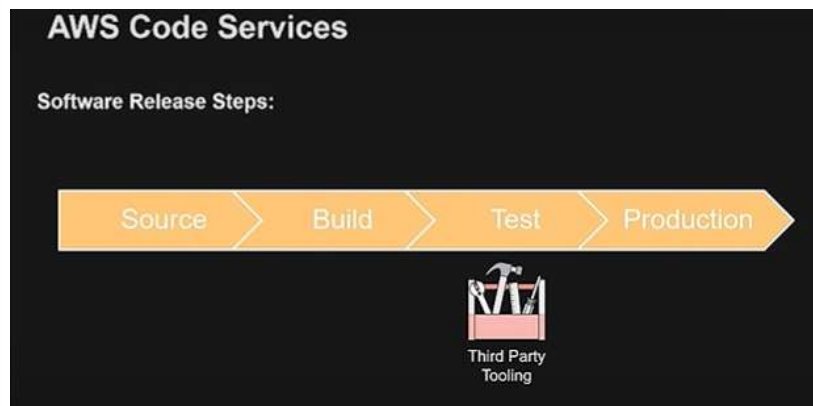 AWS Code Services
Software Release Steps:
Source
Build
Test
Production
Third Party
Tooling